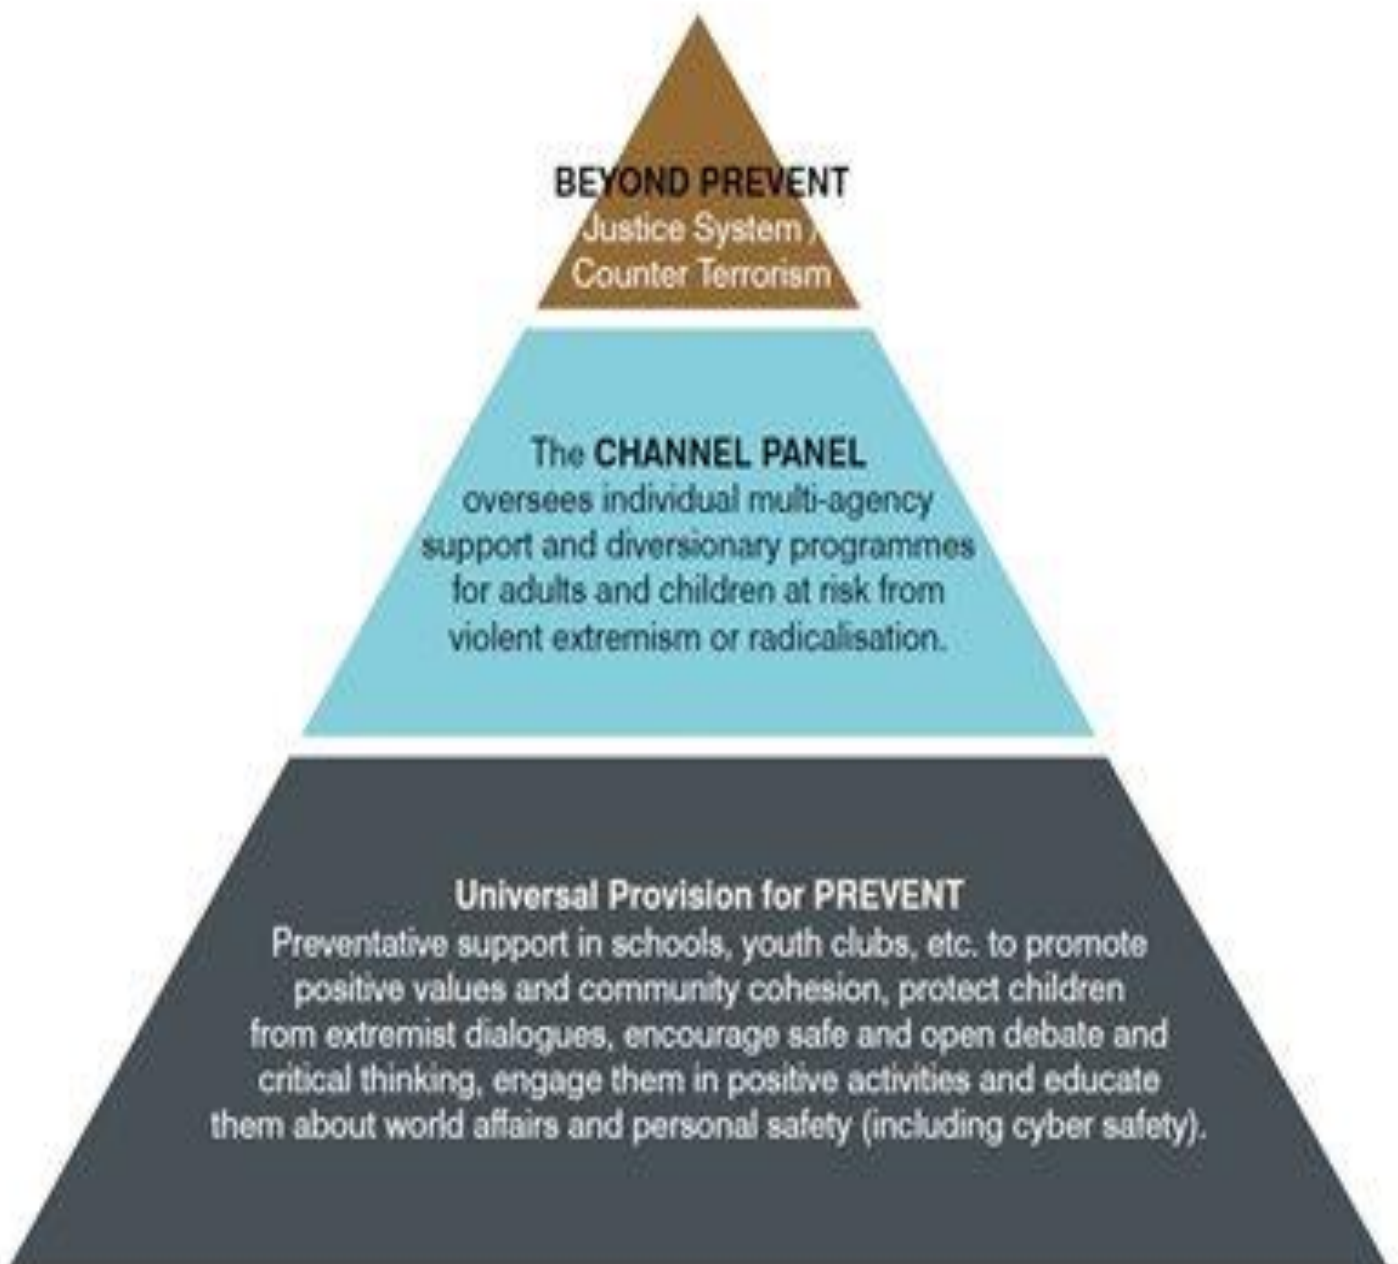 BEYOND PREVENT
Justice System /
Counter Terrorism
The CHANNEL PANEL
oversees individual multi-agency
support and diversionary programmes
for adults and children at risk from
violent extremism or radicalisation.
Universal Provision for PREVENT
Preventative support in schools, youth clubs, etc. to promote
positive values and community cohesion, protect children
from extremist dialogues, encourage safe and open debate and
critical thinking, engage them in positive activities and educate
them about world affairs and personal safety (including cyber safety).